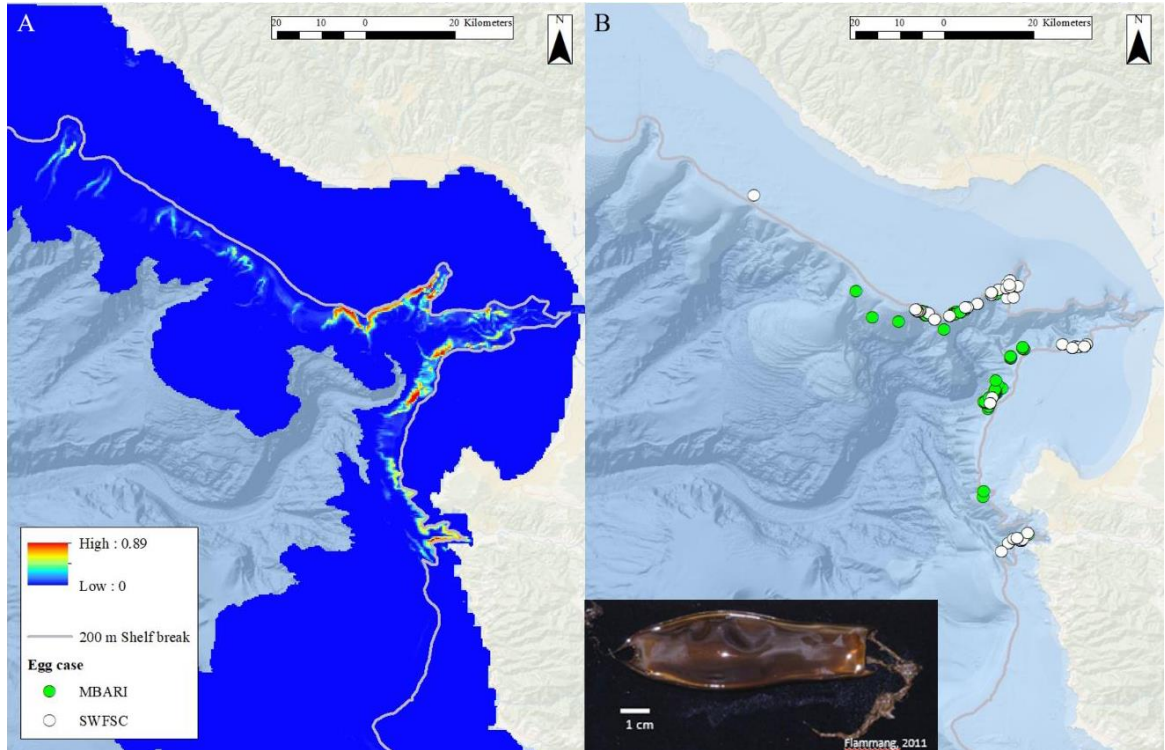 A
20 10 0 20 Kilometers
N
B
20 10 0 20 Kilometers
N
High : 0.89
Low : 0
200 m Shelf break
Egg case
MBARI
SWFSC
1 cm
Flammang, 2011